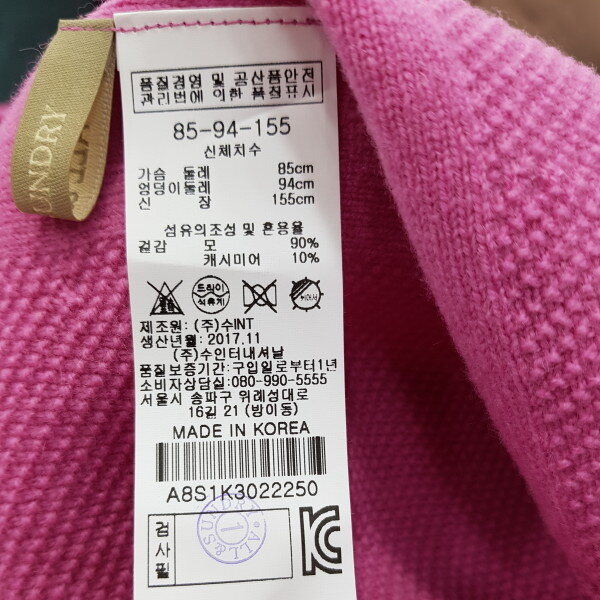 UNDRY
품질경영 및 공산품안전
관리법에 의한 품질표시
85-94-155
신체치수
가슴 둘레 85cm
엉덩이둘레 94cm
신 장 155cm
섬유의조성 및 혼용율
겉감 모 90%
캐시미어 10%
드라이
석유계
제조원: (주)수INT
생산년월: 2017.11
(주)수인터내셔날
품질보증기간: 구입일로부터1년
소비자상담실: 080-990-5555
서울시 송파구 위례성대로
16길 21 (방이동)
MADE IN KOREA
A8S1K3022250
검사필
ALL&SUNDRY
1
KC